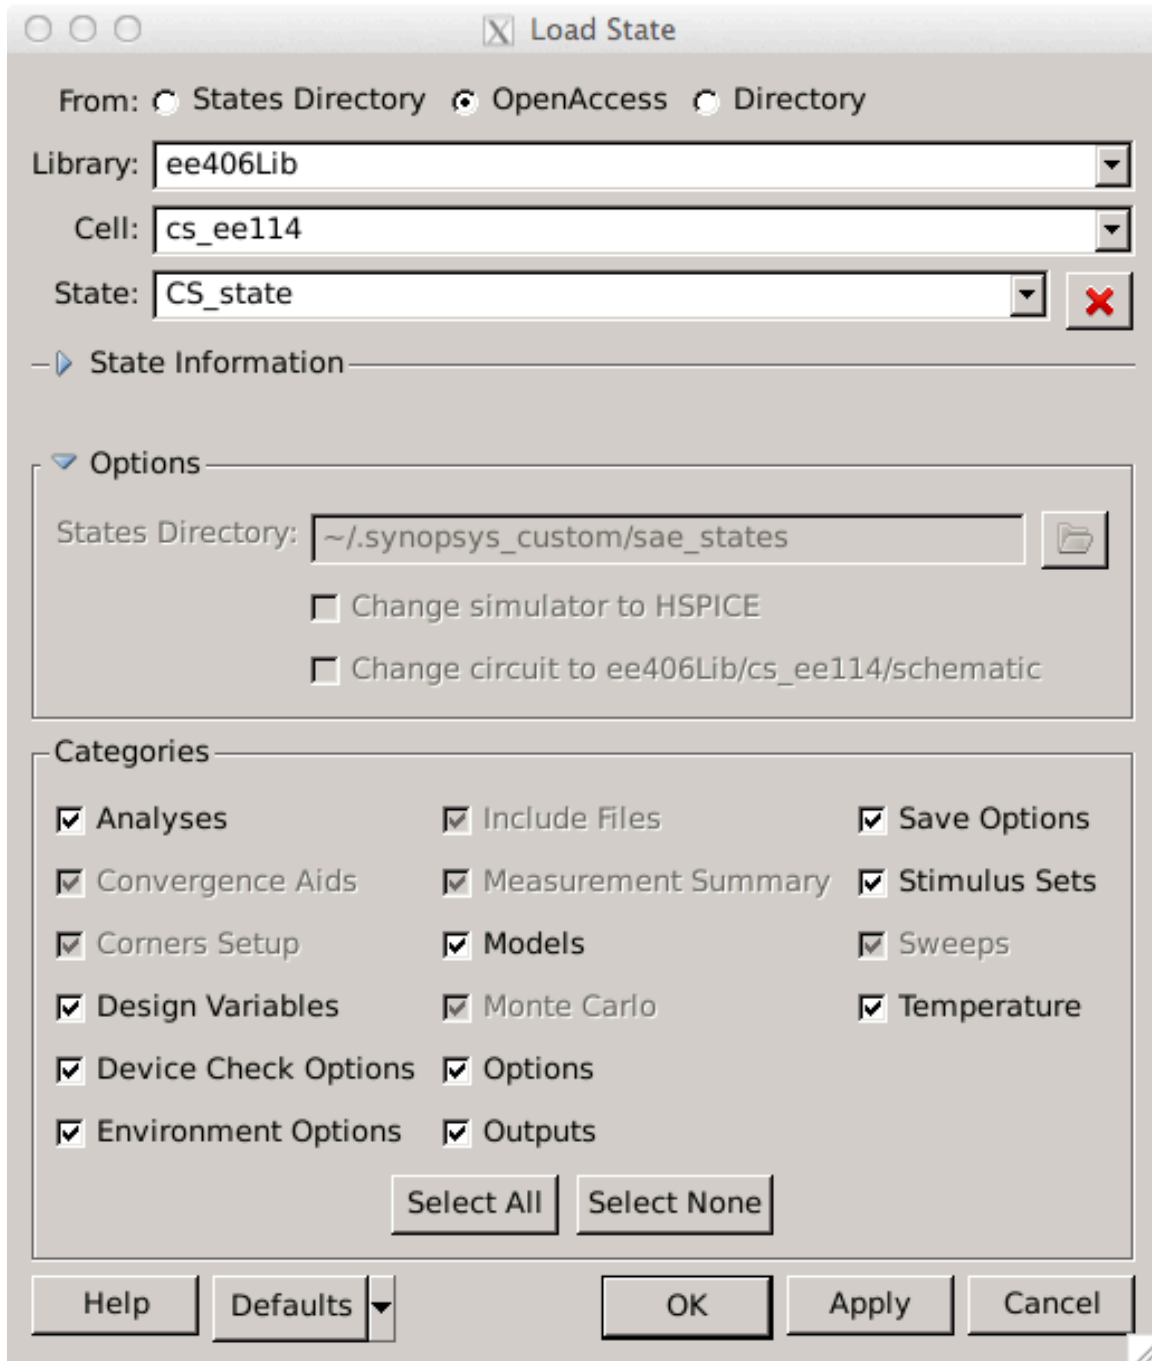 X Load State
From: States Directory OpenAccess Directory
Library: ee406Lib
Cell: cs_ee114
State: CS_state
State Information
Options
States Directory: ~/.synopsys_custom/sae_states
Change simulator to HSPICE
Change circuit to ee406Lib/cs_ee114/schematic
Categories
Analyses Include Files Save Options
Convergence Aids Measurement Summary Stimulus Sets
Corners Setup Models Sweeps
Design Variables Monte Carlo Temperature
Device Check Options Options
Environment Options Outputs
Select All Select None
Help Defaults OK Apply Cancel